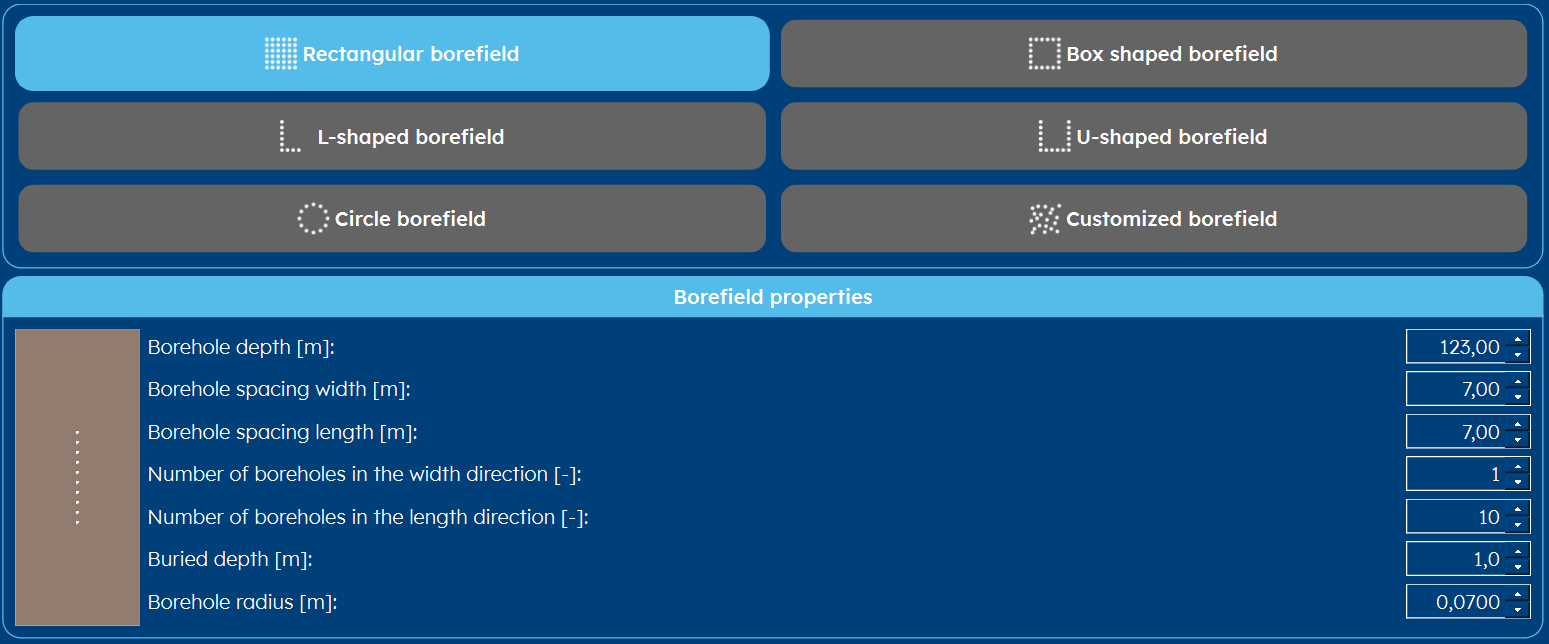 Rectangular borefield
Box shaped borefield
L-shaped borefield
U-shaped borefield
Circle borefield
Customized borefield
Borefield properties
Borehole depth [m]: 123,00
Borehole spacing width [m]: 7,00
Borehole spacing length [m]: 7,00
Number of boreholes in the width direction [-]: 1
Number of boreholes in the length direction [-]: 10
Buried depth [m]: 1,0
Borehole radius [m]: 0,0700